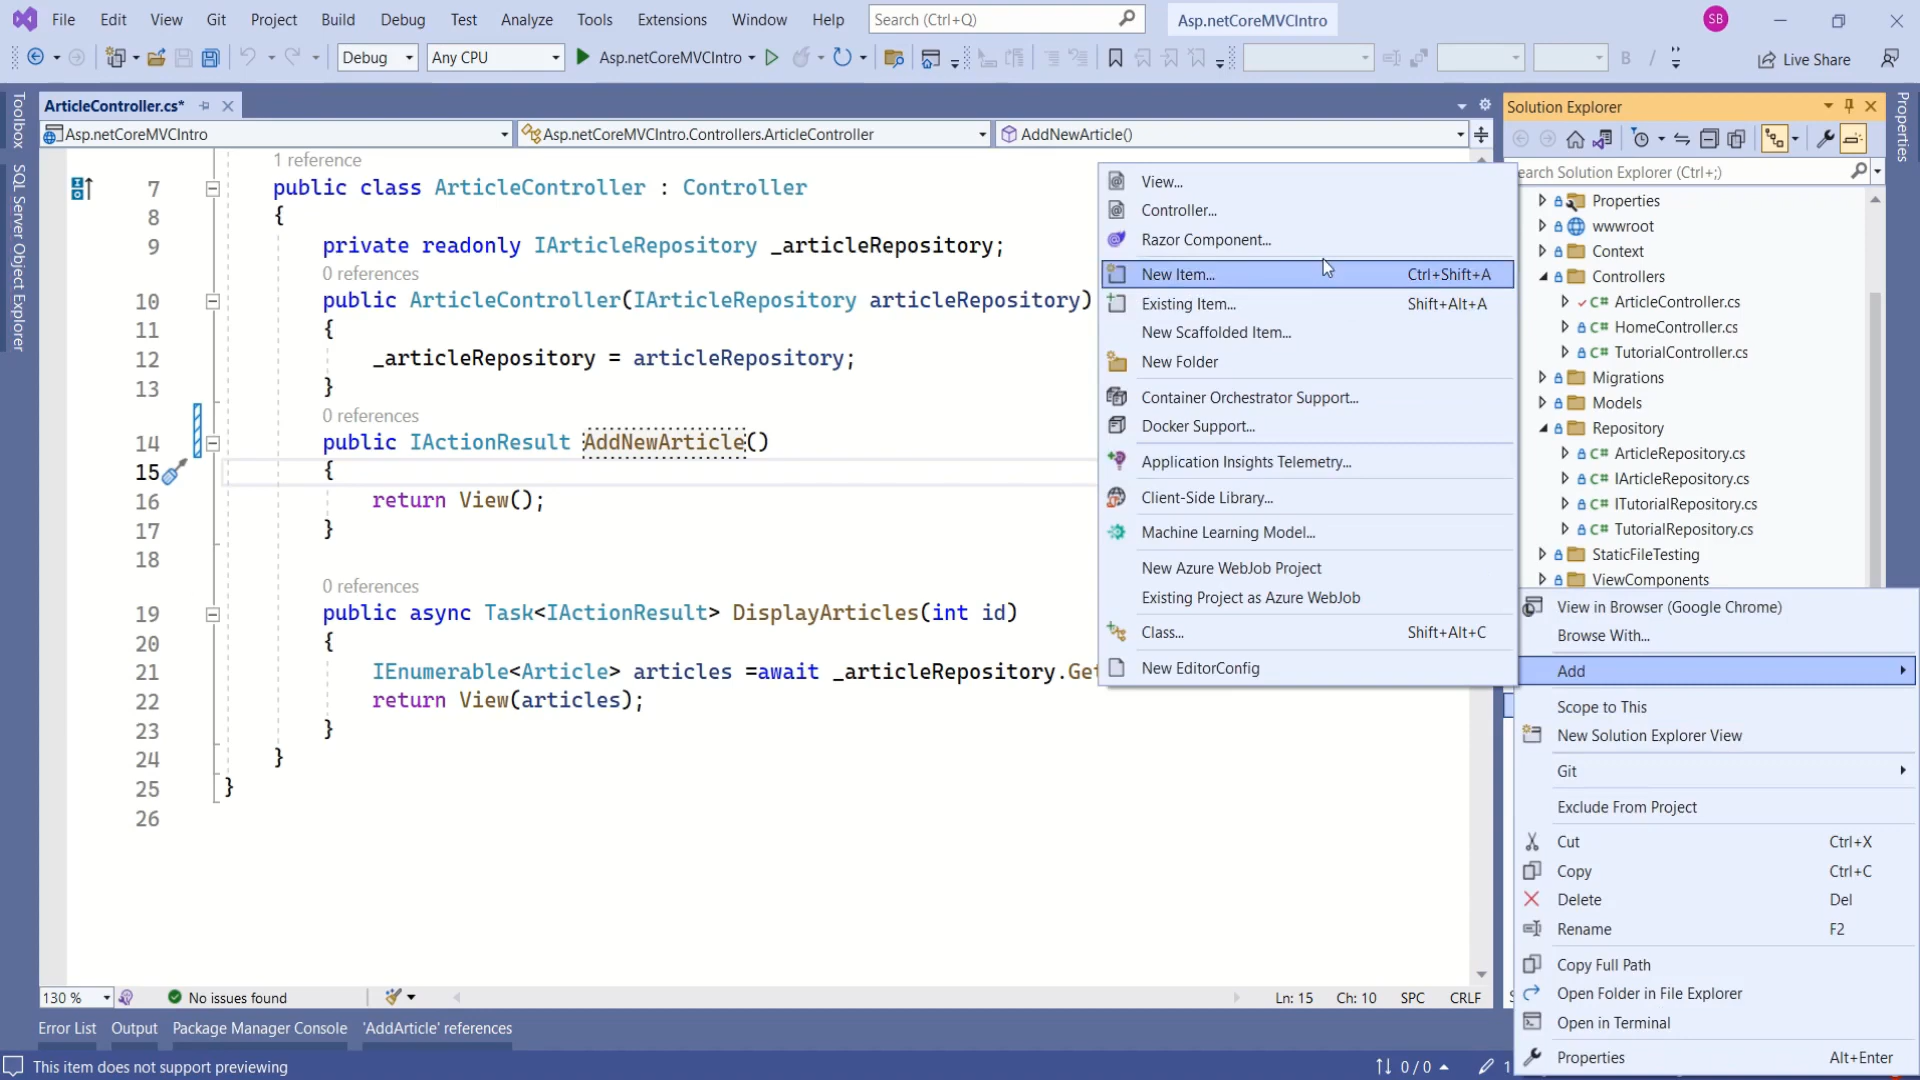 File Edit View Git Project Build Debug Test Analyze Tools Extensions Window Help Search (Ctrl+Q) Asp.netCoreMVCIntro SB
Debug Any CPU Asp.netCoreMVCIntro Live Share
ArticleController.cs*
Asp.netCoreMVCIntro Asp.netCoreMVCIntro.Controllers.ArticleController AddNewArticle()
Toolbox
SQL Server Object Explorer
1 reference
7 public class ArticleController : Controller
8 {
9 private readonly IArticleRepository _articleRepository;
0 references
10 public ArticleController(IArticleRepository articleRepository)
11 {
12 _articleRepository = articleRepository;
13 }
0 references
14 public IActionResult AddNewArticle()
15 {
16 return View();
17 }
18
0 references
19 public async Task<IActionResult> DisplayArticles(int id)
20 {
21 IEnumerable<Article> articles =await _articleRepository.Get
22 return View(articles);
23 }
24 }
25 }
26
View...
Controller...
Razor Component...
New Item... Ctrl+Shift+A
Existing Item... Shift+Alt+A
New Scaffolded Item...
New Folder
Container Orchestrator Support...
Docker Support...
Application Insights Telemetry...
Client-Side Library...
Machine Learning Model...
New Azure WebJob Project
Existing Project as Azure WebJob
Class... Shift+Alt+C
New EditorConfig
Solution Explorer
earch Solution Explorer (Ctrl+;)
Properties
wwwroot
Context
Controllers
C# ArticleController.cs
C# HomeController.cs
C# TutorialController.cs
Migrations
Models
Repository
C# ArticleRepository.cs
C# IArticleRepository.cs
C# ITutorialRepository.cs
C# TutorialRepository.cs
StaticFileTesting
ViewComponents
Properties
View in Browser (Google Chrome)
Browse With...
Add
Scope to This
New Solution Explorer View
Git
Exclude From Project
Cut Ctrl+X
Copy Ctrl+C
Delete Del
Rename F2
Copy Full Path
Open Folder in File Explorer
Open in Terminal
Properties Alt+Enter
130 % No issues found Ln: 15 Ch: 10 SPC CRLF
Error List Output Package Manager Console 'AddArticle' references
This item does not support previewing 0 / 0 1